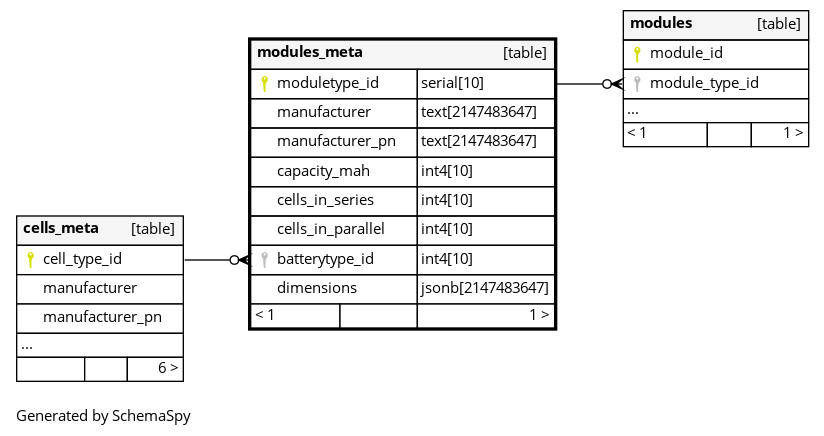 modules [table]
module_id
module_type_id
...
< 1 1 >
modules_meta [table]
moduletype_id serial[10]
manufacturer text[2147483647]
manufacturer_pn text[2147483647]
capacity_mah int4[10]
cells_in_series int4[10]
cells_in_parallel int4[10]
batterytype_id int4[10]
dimensions jsonb[2147483647]
< 1 1 >
cells_meta [table]
cell_type_id
manufacturer
manufacturer_pn
...
6 >
Generated by SchemaSpy